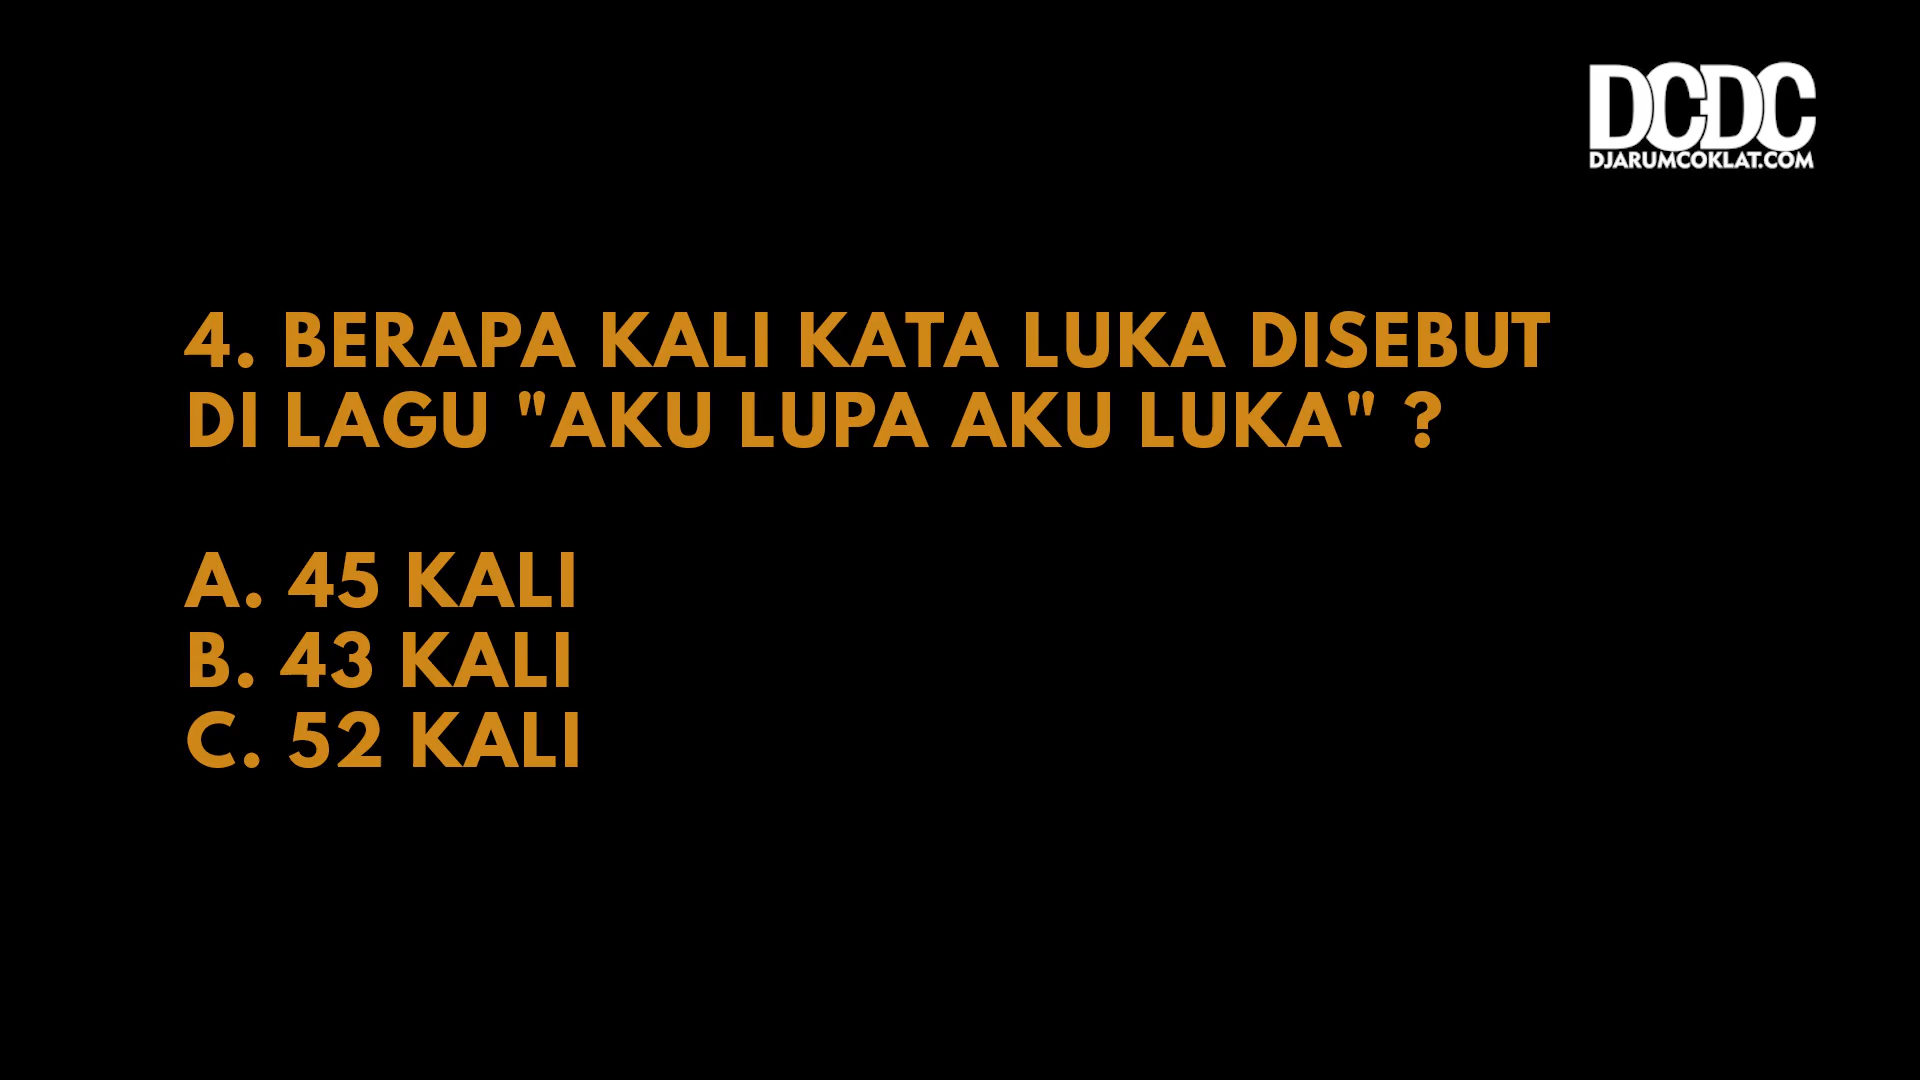 DCDC
DJARUMCOKLAT.COM
4. BERAPA KALI KATA LUKA DISEBUT
DI LAGU "AKU LUPA AKU LUKA" ?
A. 45 KALI
B. 43 KALI
C. 52 KALI